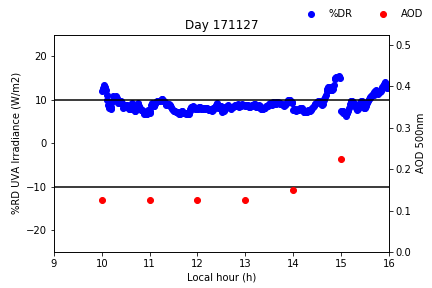 %DR AOD
Day 171127
%RD UVA Irradiance (W/m2)
20
10
0
−10
−20
0.5
0.4
0.3
0.2
0.1
0.0
AOD 500nm
9 10 11 12 13 14 15 16
Local hour (h)